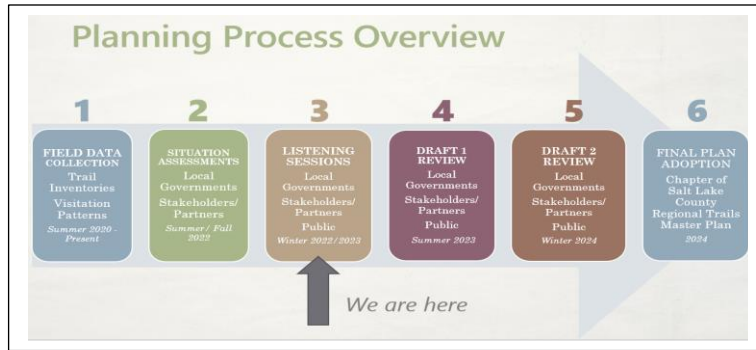 Planning Process Overview
1
FIELD DATA
COLLECTION
Trail
Inventories
Visitation
Patterns
Summer 2020 -
Present
2
SITUATION
ASSESSMENTS
Local
Governments
Stakeholders/
Partners
Summer/ Fall
2022
3
LISTENING
SESSIONS
Local
Governments
Stakeholders/
Partners
Public
Winter 2022/2023
4
DRAFT 1
REVIEW
Local
Governments
Stakeholders/
Partners
Public
Summer 2023
5
DRAFT 2
REVIEW
Local
Governments
Stakeholders/
Partners
Public
Winter 2024
6
FINAL PLAN
ADOPTION
Chapter of
Salt Lake
County
Regional Trails
Master Plan
2024
We are here